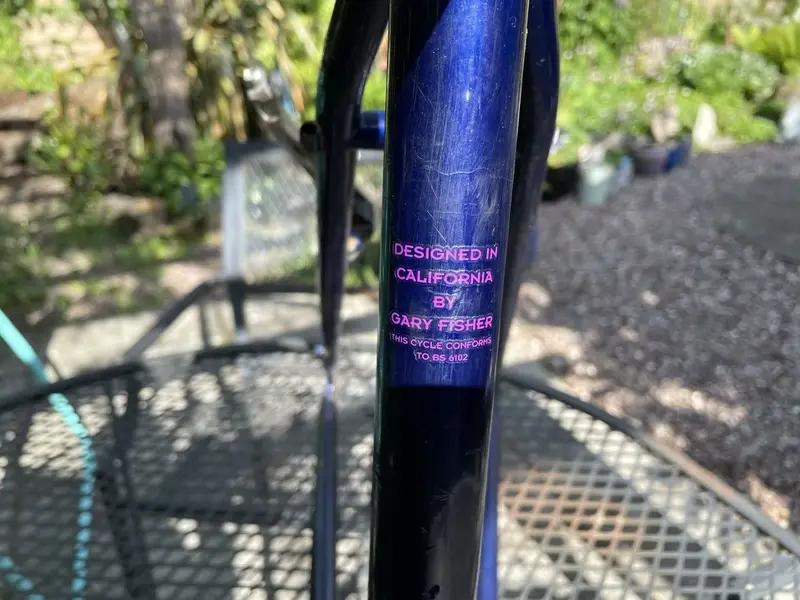 DESIGNED IN
CALIFORNIA
BY
GARY FISHER
THIS CYCLE CONFORMS
TO BS 6102